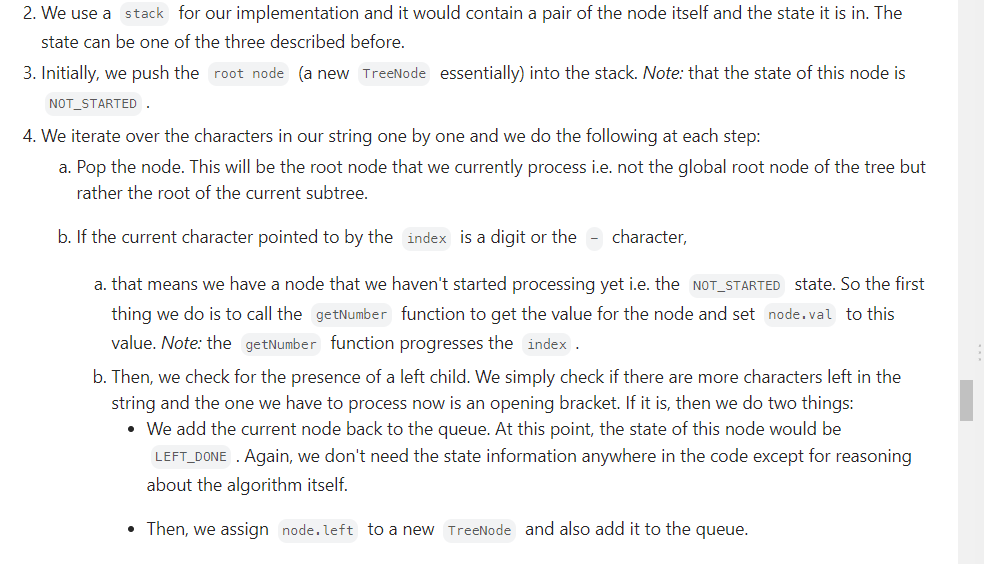 2. We use a stack for our implementation and it would contain a pair of the node itself and the state it is in. The
state can be one of the three described before.
3. Initially, we push the root node (a new TreeNode essentially) into the stack. Note: that the state of this node is
NOT_STARTED .
4. We iterate over the characters in our string one by one and we do the following at each step:
a. Pop the node. This will be the root node that we currently process i.e. not the global root node of the tree but
rather the root of the current subtree.
b. If the current character pointed to by the index is a digit or the - character,
a. that means we have a node that we haven't started processing yet i.e. the NOT_STARTED state. So the first
thing we do is to call the getNumber function to get the value for the node and set node.val to this
value. Note: the getNumber function progresses the index .
b. Then, we check for the presence of a left child. We simply check if there are more characters left in the
string and the one we have to process now is an opening bracket. If it is, then we do two things:
• We add the current node back to the queue. At this point, the state of this node would be
LEFT_DONE . Again, we don't need the state information anywhere in the code except for reasoning
about the algorithm itself.
• Then, we assign node.left to a new TreeNode and also add it to the queue.